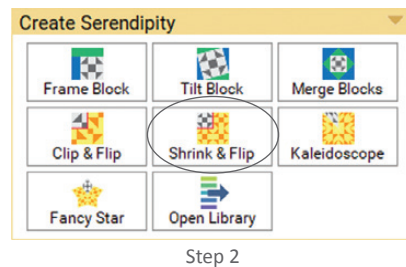 Create Serendipity
Frame Block
Tilt Block
Merge Blocks
Clip & Flip
Shrink & Flip
Kaleidoscope
Fancy Star
Open Library
Step 2